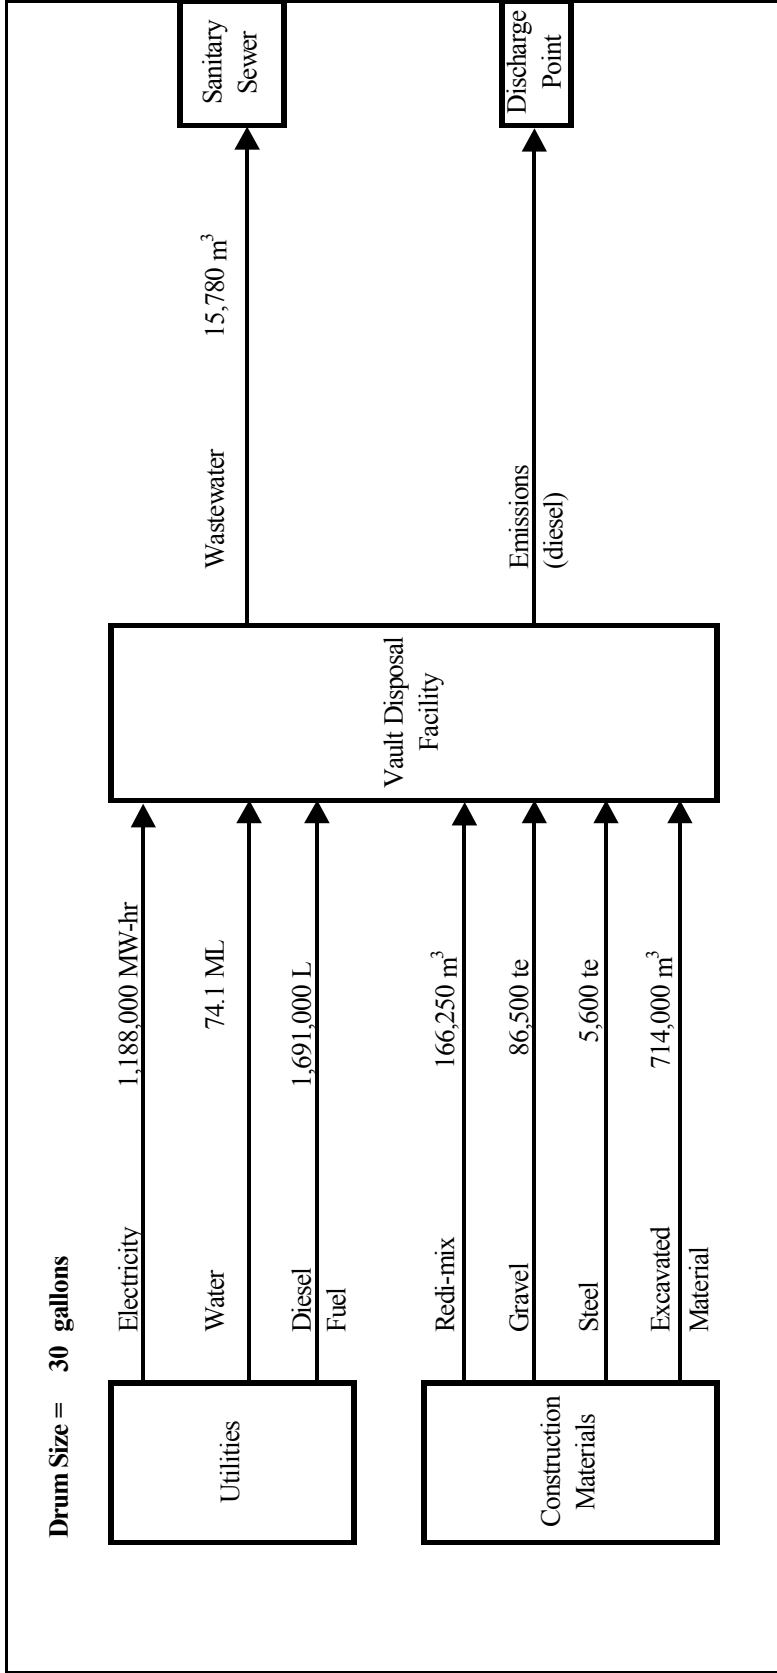 Drum Size = 30 gallons
Utilities
Electricity 1,188,000 MW-hr
Water 74.1 ML
Diesel 1,691,000 L
Fuel
Construction
Materials
Redi-mix 166,250 m³
Gravel 86,500 te
Steel 5,600 te
Excavated 714,000 m³
Material
Vault Disposal
Facility
Wastewater 15,780 m³
Sanitary
Sewer
Emissions
(diesel)
Discharge
Point